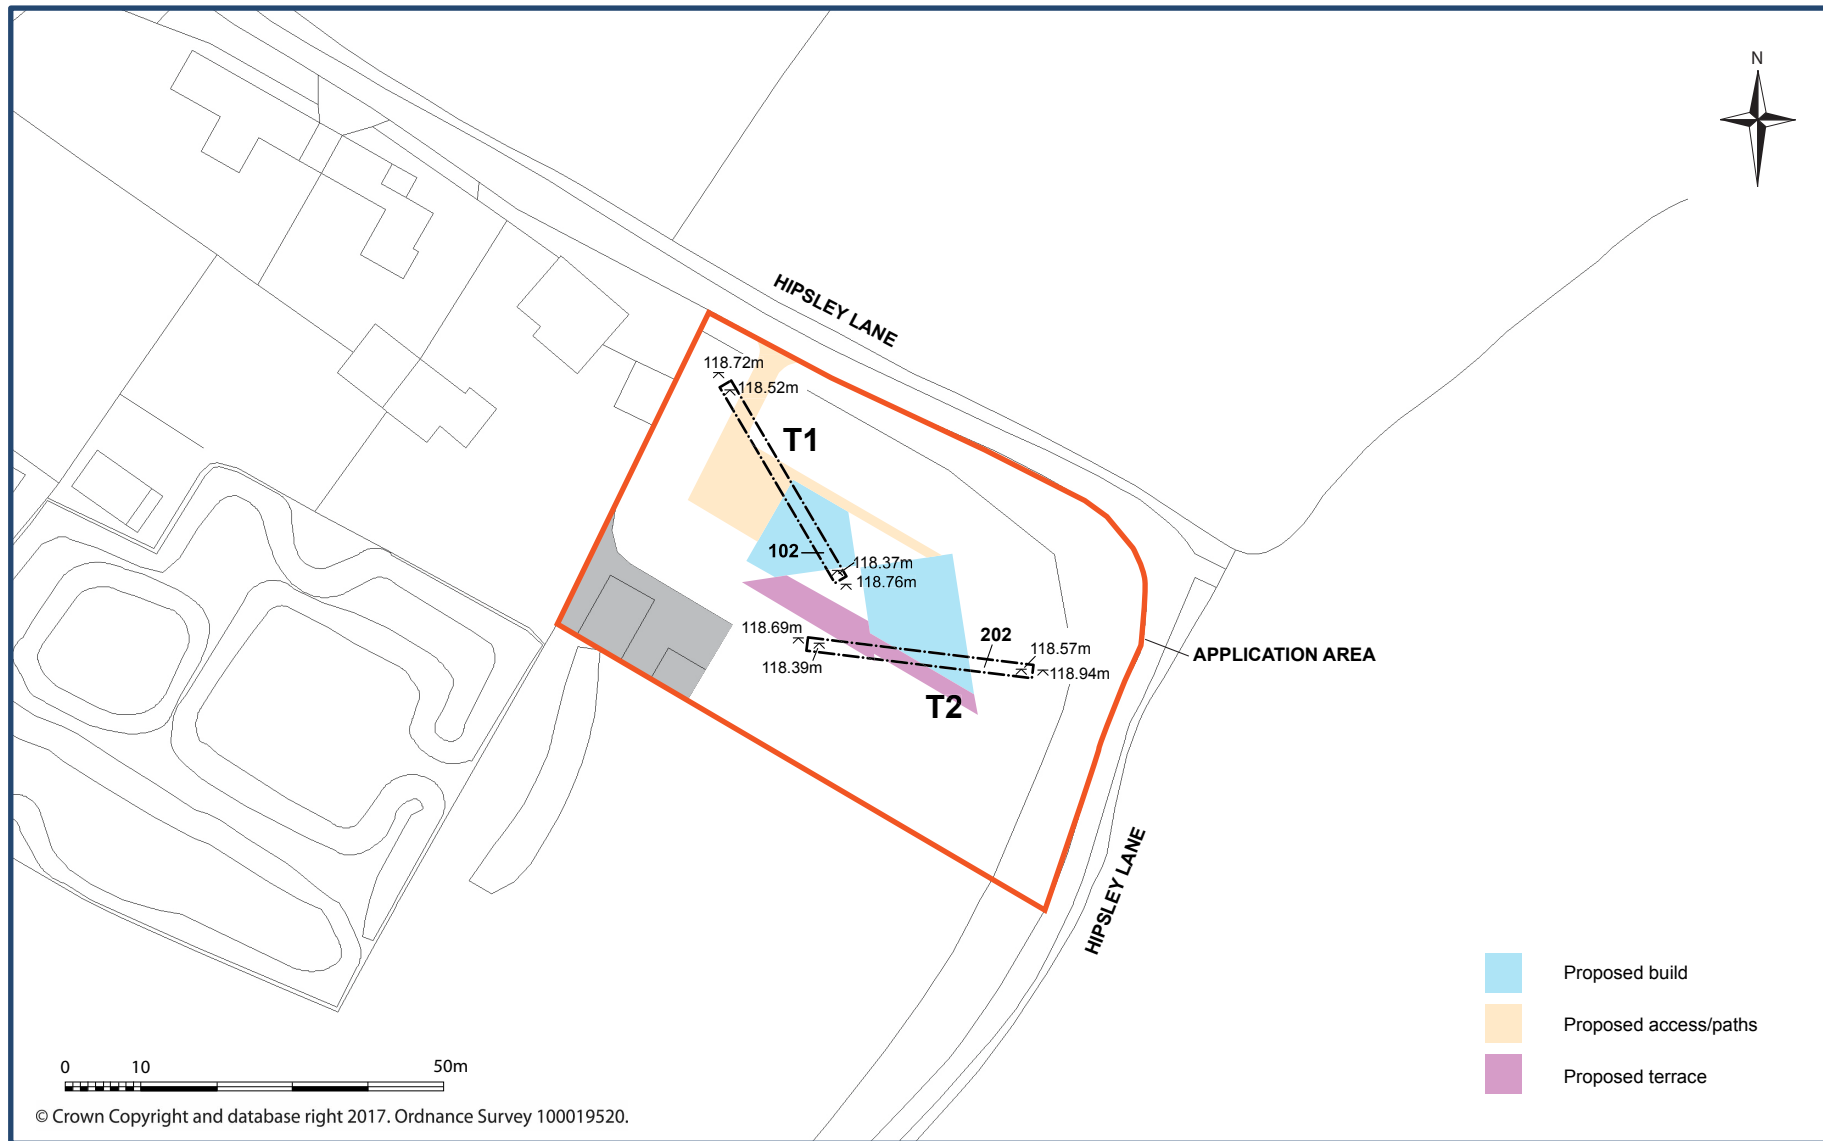 N
HIPSLEY LANE
118.72m
118.52m
T1
102
118.37m
118.76m
118.69m
202
118.57m
118.39m
118.94m
APPLICATION AREA
T2
HIPSLEY LANE
Proposed build
Proposed access/paths
Proposed terrace
0 10 50m
© Crown Copyright and database right 2017. Ordnance Survey 100019520.